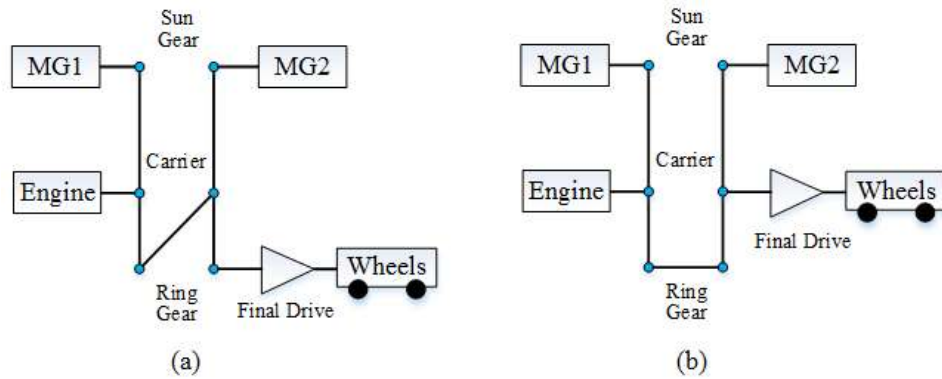 Sun
Gear
MG1
MG2
Carrier
Engine
Wheels
Ring
Gear
Final Drive
(a)
Sun
Gear
MG1
MG2
Carrier
Engine
Wheels
Final Drive
Ring
Gear
(b)